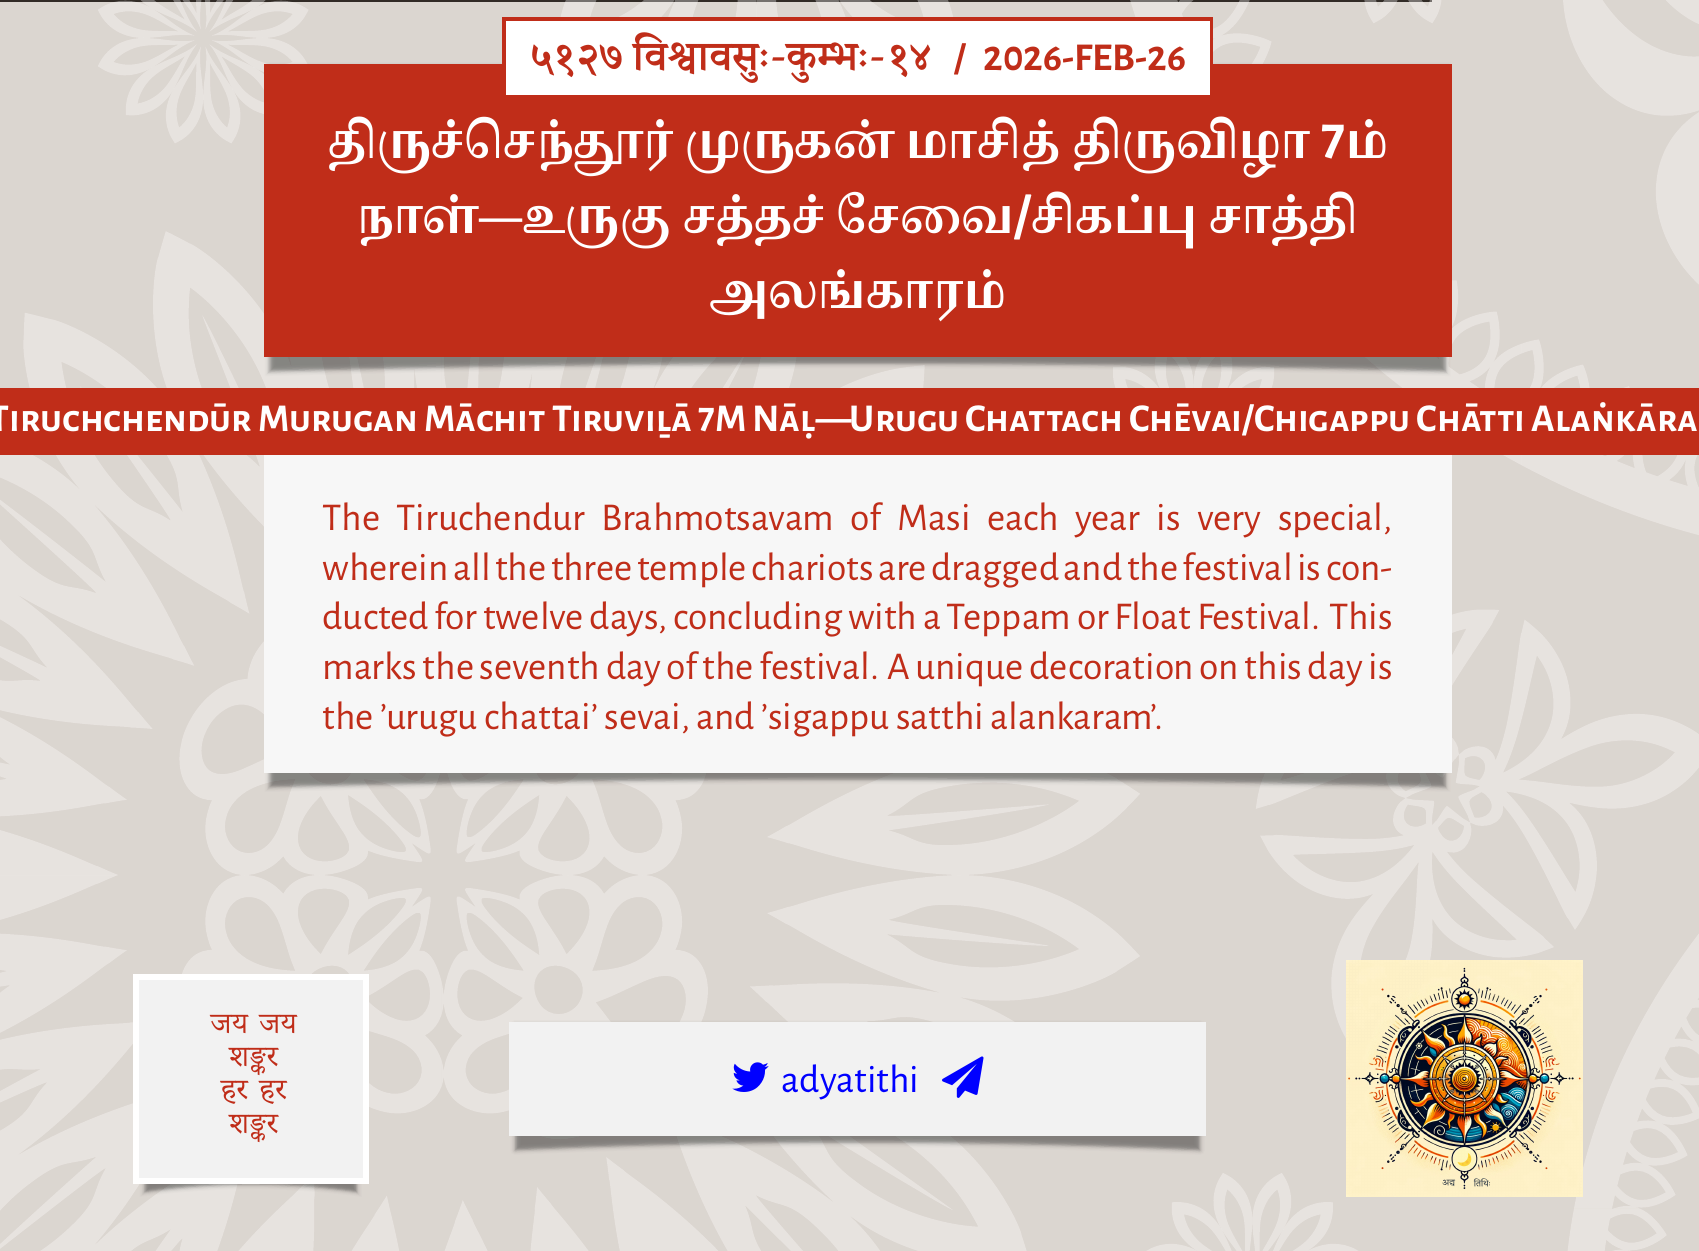 ५१२७ विश्वावसुः-कुम्भः-१४ / 2026-FEB-26
திருச்செந்தூர் முருகன் மாசித் திருவிழா 7ம்
நாள்—உருகு சத்தச் சேவை/சிகப்பு சாத்தி
அலங்காரம்
Tiruchchendūr Murugan Māchit Tiruviḻā 7m Nāḷ—Urugu Chattach Chēvai/Chigappu Chātti Alaṅkāra
The Tiruchendur Brahmotsavam of Masi each year is very special,
wherein all the three temple chariots are dragged and the festival is con-
ducted for twelve days, concluding with a Teppam or Float Festival. This
marks the seventh day of the festival. A unique decoration on this day is
the ’urugu chattai’ sevai, and ’sigappu satthi alankaram’.
जय जय
शङ्कर
हर हर
शङ्कर
adyatithi
अद्य तिथिः